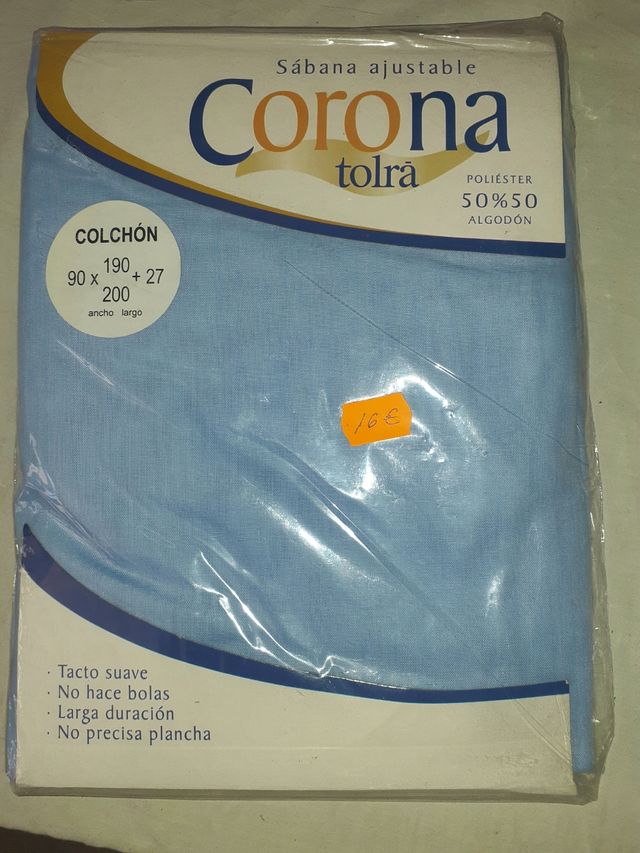 Sábana ajustable
Corona
tolrā
POLIÉSTER
50%50
ALGODÓN
COLCHÓN
90 x 190 + 27
200
ancho largo
16 €
· Tacto suave
· No hace bolas
· Larga duración
· No precisa plancha